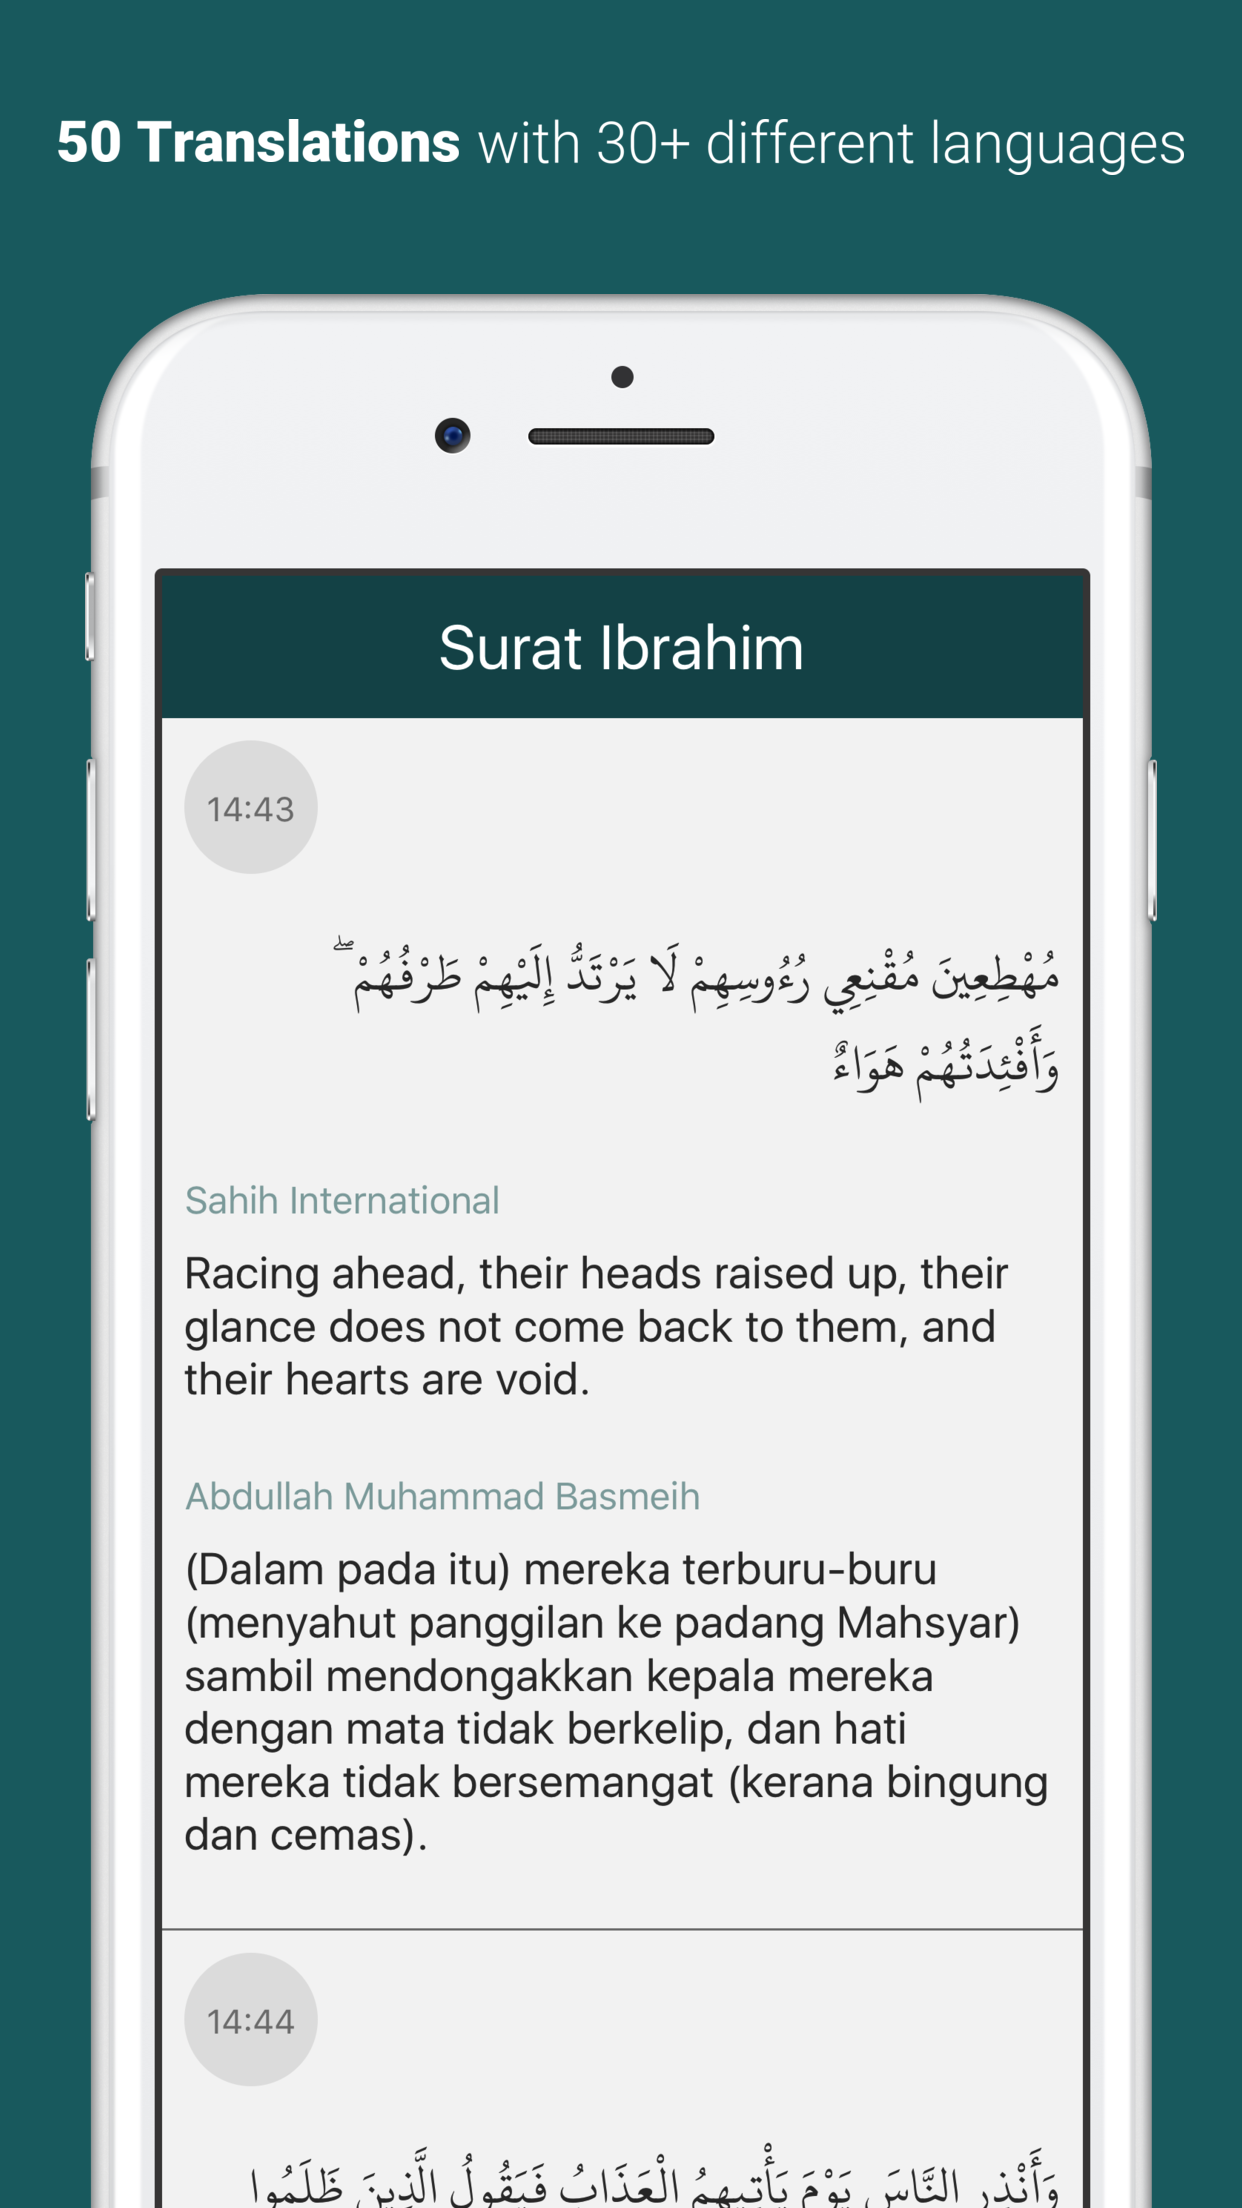 50 Translations with 30+ different languages
Surat Ibrahim
14:43
مُهْطِعِينَ مُقْنِعِي رُءُوسِهِمْ لَا يَرْتَدُّ إِلَيْهِمْ طَرْفُهُمْ ۖ
وَأَفْئِدَتُهُمْ هَوَاءٌ
Sahih International
Racing ahead, their heads raised up, their
glance does not come back to them, and
their hearts are void.
Abdullah Muhammad Basmeih
(Dalam pada itu) mereka terburu-buru
(menyahut panggilan ke padang Mahsyar)
sambil mendongakkan kepala mereka
dengan mata tidak berkelip, dan hati
mereka tidak bersemangat (kerana bingung
dan cemas).
14:44
وَأَنْذِرِ النَّاسَ يَوْمَ يَأْتِيهِمُ الْعَذَابُ فَيَقُولُ الَّذِينَ ظَلَمُوا